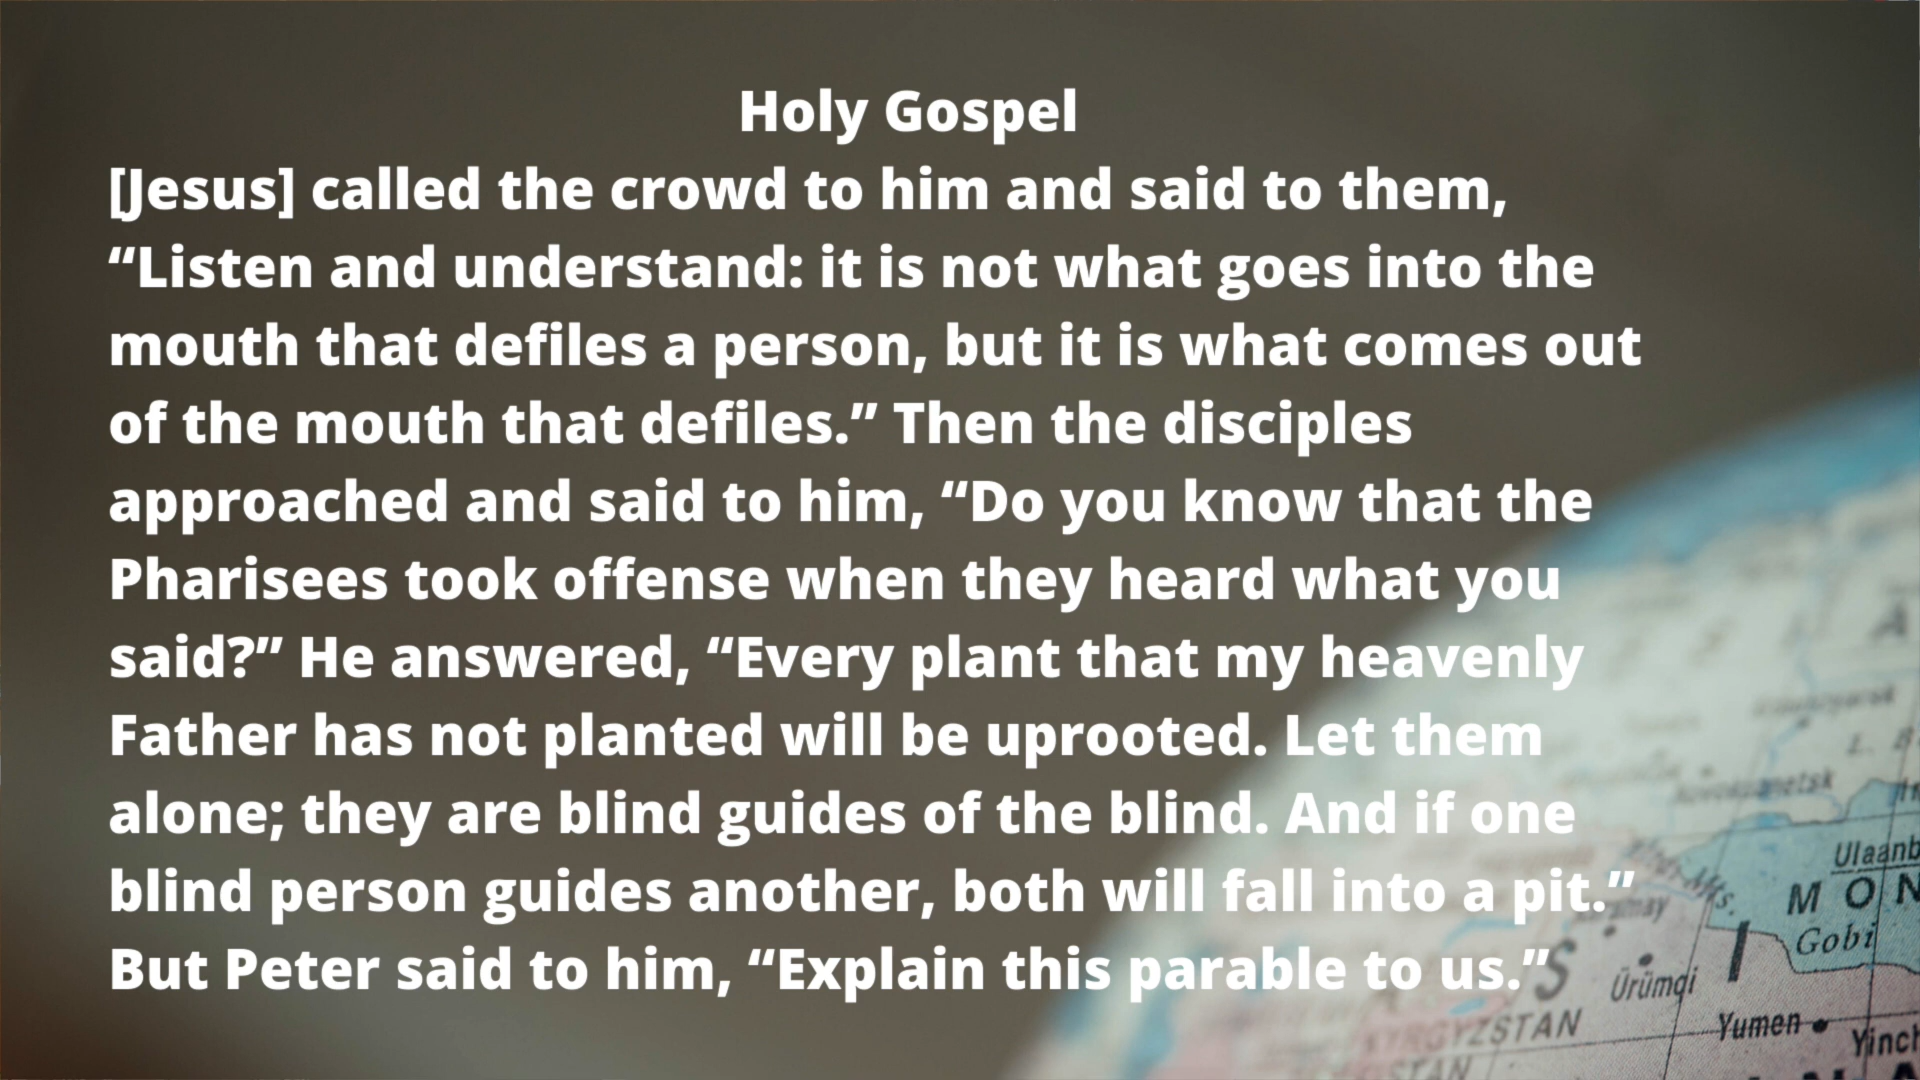 Holy Gospel
[Jesus] called the crowd to him and said to them,
“Listen and understand: it is not what goes into the
mouth that defiles a person, but it is what comes out
of the mouth that defiles.” Then the disciples
approached and said to him, “Do you know that the
Pharisees took offense when they heard what you
said?” He answered, “Every plant that my heavenly
Father has not planted will be uprooted. Let them
alone; they are blind guides of the blind. And if one
blind person guides another, both will fall into a pit.”
But Peter said to him, “Explain this parable to us.”
Ulaanb
MON
Gobi
Ürümqi
KYRGYZSTAN
Yumen
Yinch